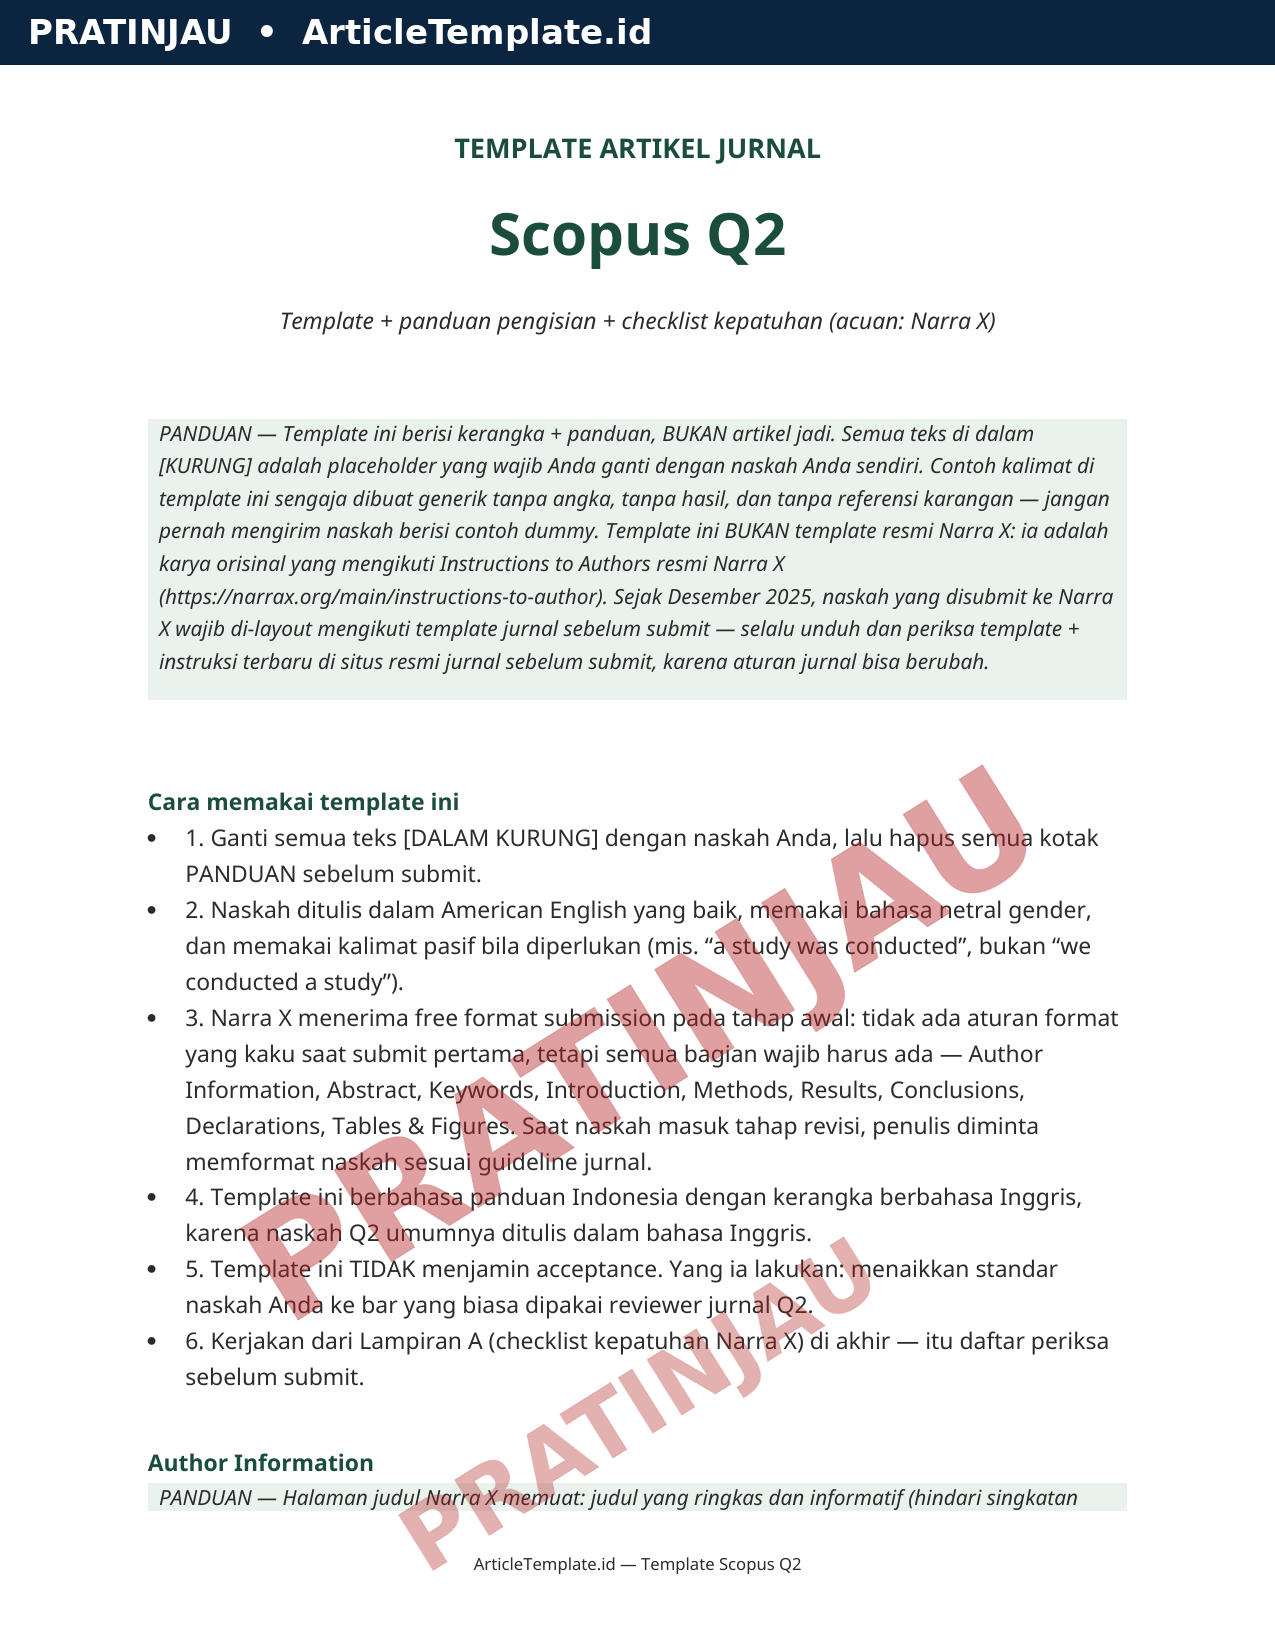 PRATINJAU • ArticleTemplate.id
TEMPLATE ARTIKEL JURNAL
Scopus Q2
Template + panduan pengisian + checklist kepatuhan (acuan: Narra X)
PANDUAN — Template ini berisi kerangka + panduan, BUKAN artikel jadi. Semua teks di dalam
[KURUNG] adalah placeholder yang wajib Anda ganti dengan naskah Anda sendiri. Contoh kalimat di
template ini sengaja dibuat generik tanpa angka, tanpa hasil, dan tanpa referensi karangan — jangan
pernah mengirim naskah berisi contoh dummy. Template ini BUKAN template resmi Narra X: ia adalah
karya orisinal yang mengikuti Instructions to Authors resmi Narra X
(https://narrax.org/main/instructions-to-author). Sejak Desember 2025, naskah yang disubmit ke Narra
X wajib di-layout mengikuti template jurnal sebelum submit — selalu unduh dan periksa template +
instruksi terbaru di situs resmi jurnal sebelum submit, karena aturan jurnal bisa berubah.
Cara memakai template ini
• 1. Ganti semua teks [DALAM KURUNG] dengan naskah Anda, lalu hapus semua kotak
PANDUAN sebelum submit.
• 2. Naskah ditulis dalam American English yang baik, memakai bahasa netral gender,
dan memakai kalimat pasif bila diperlukan (mis. “a study was conducted”, bukan “we
conducted a study”).
• 3. Narra X menerima free format submission pada tahap awal: tidak ada aturan format
yang kaku saat submit pertama, tetapi semua bagian wajib harus ada — Author
Information, Abstract, Keywords, Introduction, Methods, Results, Conclusions,
Declarations, Tables & Figures. Saat naskah masuk tahap revisi, penulis diminta
memformat naskah sesuai guideline jurnal.
• 4. Template ini berbahasa panduan Indonesia dengan kerangka berbahasa Inggris,
karena naskah Q2 umumnya ditulis dalam bahasa Inggris.
• 5. Template ini TIDAK menjamin acceptance. Yang ia lakukan: menaikkan standar
naskah Anda ke bar yang biasa dipakai reviewer jurnal Q2.
• 6. Kerjakan dari Lampiran A (checklist kepatuhan Narra X) di akhir — itu daftar periksa
sebelum submit.
PRATINJAU
PRATINJAU
Author Information
PANDUAN — Halaman judul Narra X memuat: judul yang ringkas dan informatif (hindari singkatan
ArticleTemplate.id — Template Scopus Q2